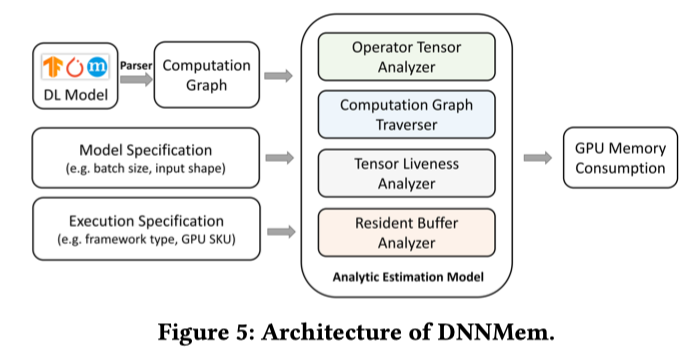 Operator Tensor
Analyzer
m
Parser
Computation
Graph
DL Model
Computation Graph
Traverser
Model Specification
(e.g. batch size, input shape)
GPU Memory
Consumption
Tensor Liveness
Analyzer
Execution Specification
(e.g. framework type, GPU SKU)
Resident Buffer
Analyzer
Analytic Estimation Model
Figure 5: Architecture of DNNMem.